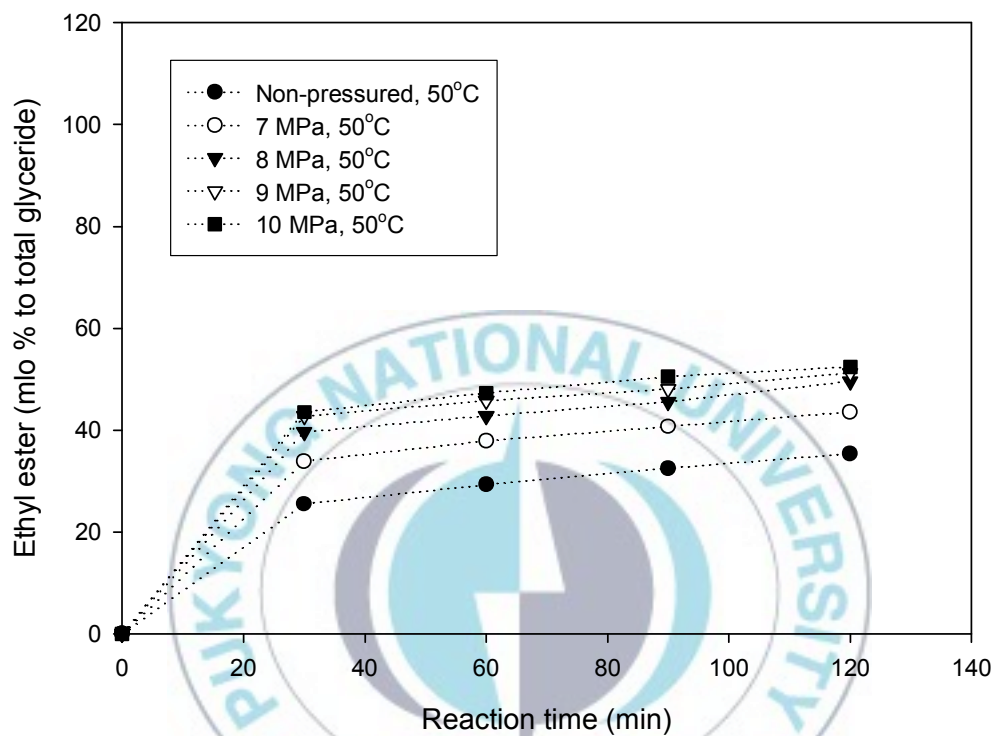 Ethyl ester (mlo % to total glyceride)
120
100
80
60
40
20
0
Non-pressured, 50°C
7 MPa, 50°C
8 MPa, 50°C
9 MPa, 50°C
10 MPa, 50°C
PUKYONG NATIONAL UNIVERSITY
0 20 40 60 80 100 120 140
Reaction time (min)